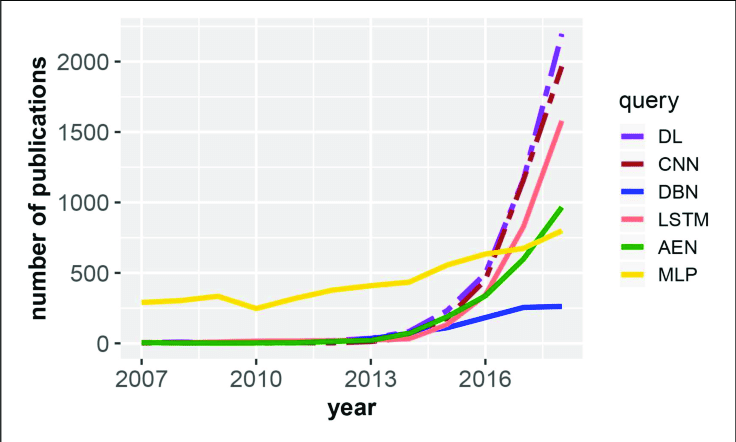 number of publications
2000
1500
1000
500
0
2007 2010 2013 2016
year
query
DL
CNN
DBN
LSTM
AEN
MLP